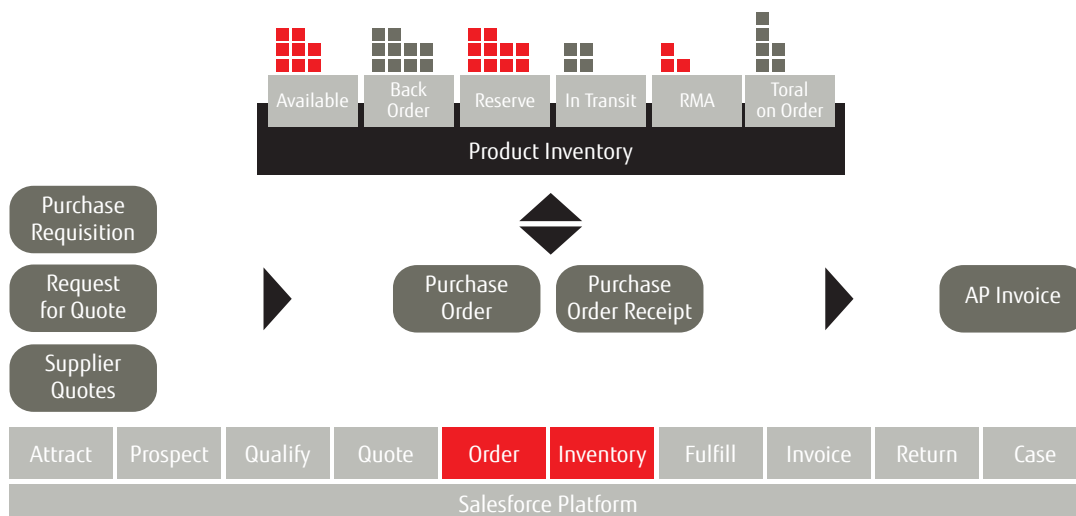 Available
Back
Order
Reserve
In Transit
RMA
Toral
on Order
Product Inventory
Purchase
Requisition
Request
for Quote
Supplier
Quotes
Purchase
Order
Purchase
Order Receipt
AP Invoice
Attract
Prospect
Qualify
Quote
Order
Inventory
Fulfill
Invoice
Return
Case
Salesforce Platform